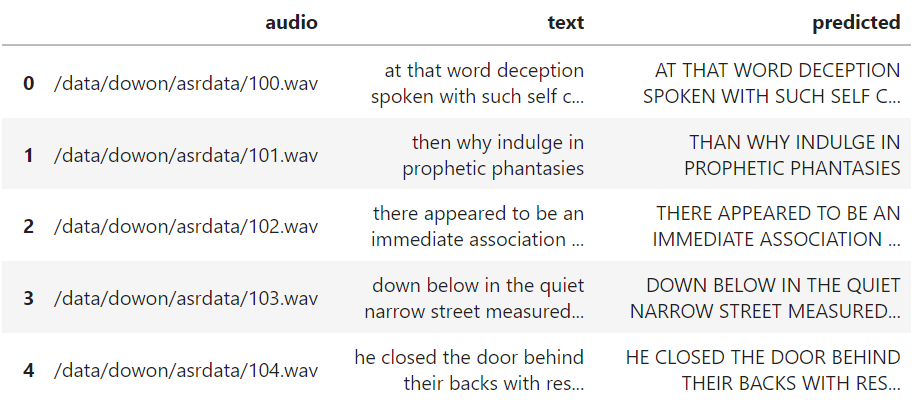 audio text predicted
0 /data/dowon/asrdata/100.wav at that word deception spoken with such self c... AT THAT WORD DECEPTION SPOKEN WITH SUCH SELF C...
1 /data/dowon/asrdata/101.wav then why indulge in prophetic phantasies THAN WHY INDULGE IN PROPHETIC PHANTASIES
2 /data/dowon/asrdata/102.wav there appeared to be an immediate association ... THERE APPEARED TO BE AN IMMEDIATE ASSOCIATION ...
3 /data/dowon/asrdata/103.wav down below in the quiet narrow street measured... DOWN BELOW IN THE QUIET NARROW STREET MEASURED...
4 /data/dowon/asrdata/104.wav he closed the door behind their backs with res... HE CLOSED THE DOOR BEHIND THEIR BACKS WITH RES...